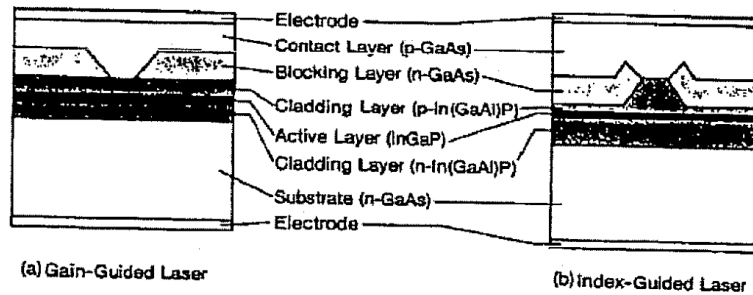 Electrode
Contact Layer (p-GaAs)
Blocking Layer (n-GaAs)
Cladding Layer (p-In(GaAl)P)
Active Layer (InGaP)
Cladding Layer (n-In(GaAl)P)
Substrate (n-GaAs)
Electrode
(a) Gain-Guided Laser
(b) Index-Guided Laser